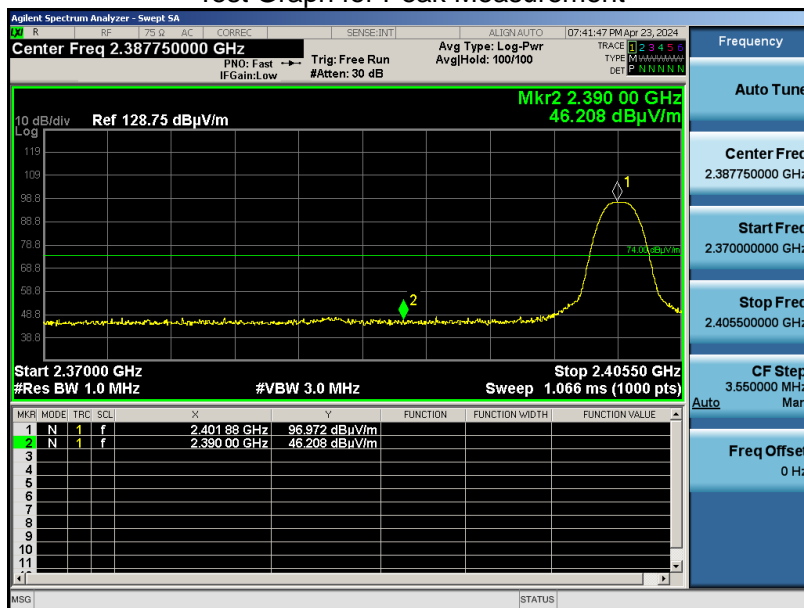 Test Graph for Peak Measurement
Agilent Spectrum Analyzer - Swept SA
LXI R RF 75 Ω AC CORREC SENSE:INT ALIGN AUTO 07:41:47 PM Apr 23, 2024
Center Freq 2.387750000 GHz
PNO: Fast
IFGain:Low
Trig: Free Run
#Atten: 30 dB
Avg Type: Log-Pwr
Avg|Hold: 100/100
TRACE 1 2 3 4 5 6
TYPE M
DET P N N N N N
Mkr2 2.390 00 GHz
46.208 dBµV/m
10 dB/div Ref 128.75 dBµV/m
Log
119
109
98.8
88.8
78.8
68.8
58.8
48.8
38.8
1
2
74.00 dBµV/m
Start 2.37000 GHz Stop 2.40550 GHz
#Res BW 1.0 MHz #VBW 3.0 MHz Sweep 1.066 ms (1000 pts)
MKR MODE TRC SCL X Y FUNCTION FUNCTION WIDTH FUNCTION VALUE
1 N 1 f 2.401 88 GHz 96.972 dBµV/m
2 N 1 f 2.390 00 GHz 46.208 dBµV/m
3
4
5
6
7
8
9
10
11
MSG STATUS
Frequency
Auto Tune
Center Freq
2.387750000 GHz
Start Freq
2.370000000 GHz
Stop Freq
2.405500000 GHz
CF Step
3.550000 MHz
Auto Man
Freq Offset
0 Hz